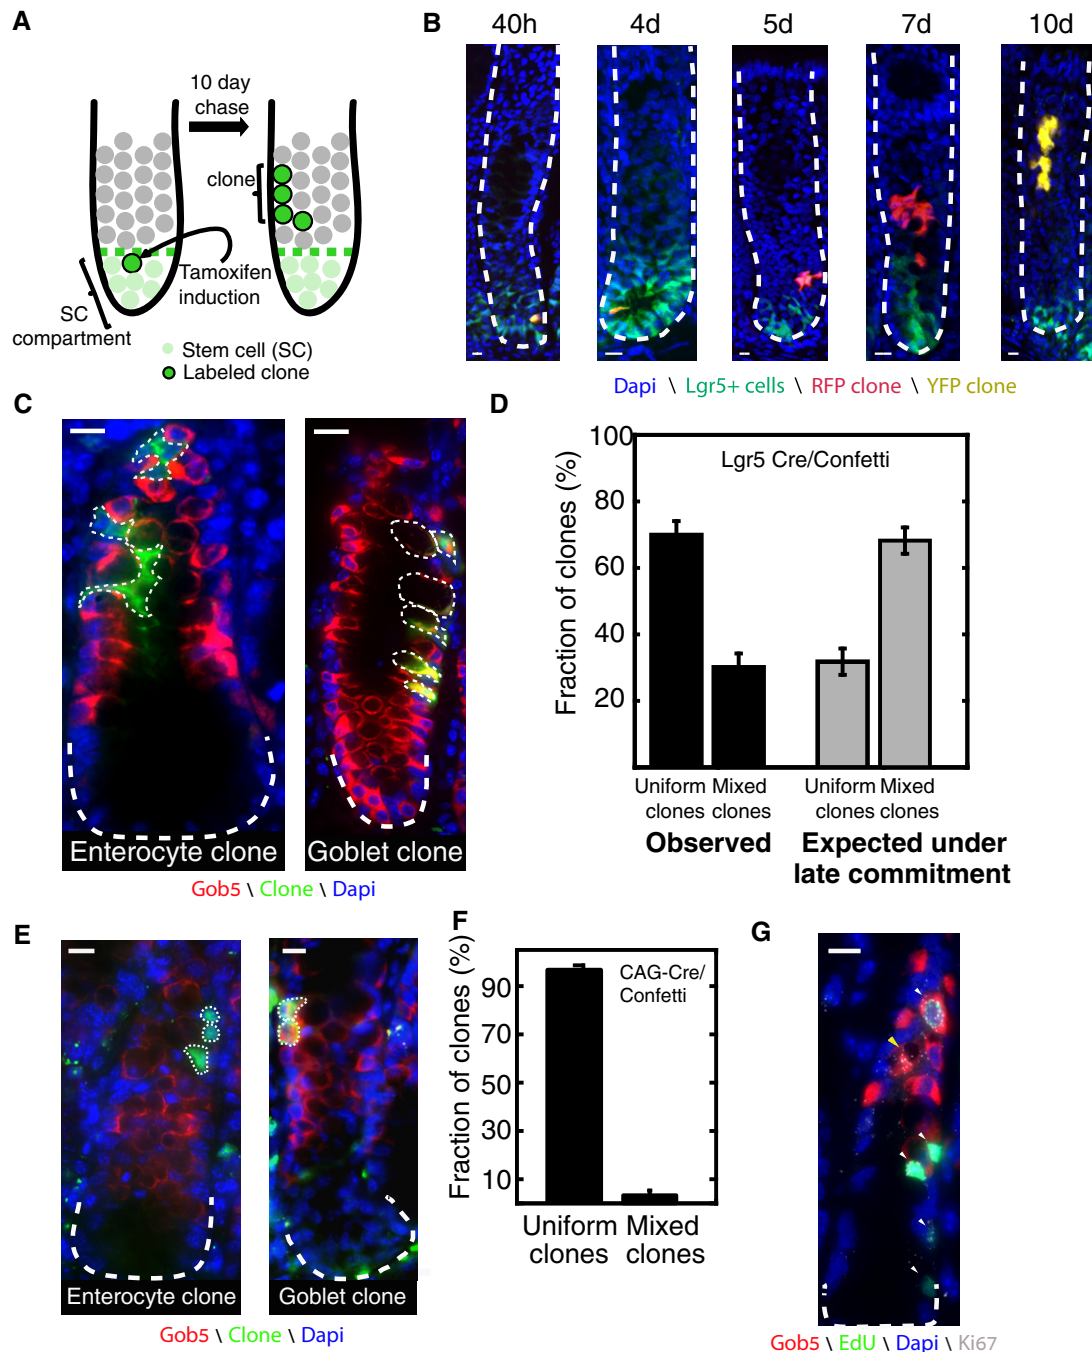 A
10 day
chase
clone
Tamoxifen
induction
SC
compartment
Stem cell (SC)
Labeled clone
B
40h 4d 5d 7d 10d
Dapi \ Lgr5+ cells \ RFP clone \ YFP clone
C
Enterocyte clone
Goblet clone
Gob5 \ Clone \ Dapi
D
Fraction of clones (%)
100
80
60
40
20
Lgr5 Cre/Confetti
Uniform Mixed
clones clones
Observed
Uniform Mixed
clones clones
Expected under
late commitment
E
Enterocyte clone
Goblet clone
Gob5 \ Clone \ Dapi
F
Fraction of clones (%)
90
70
50
30
10
CAG-Cre/
Confetti
Uniform Mixed
clones clones
G
Gob5 \ EdU \ Dapi \ Ki67